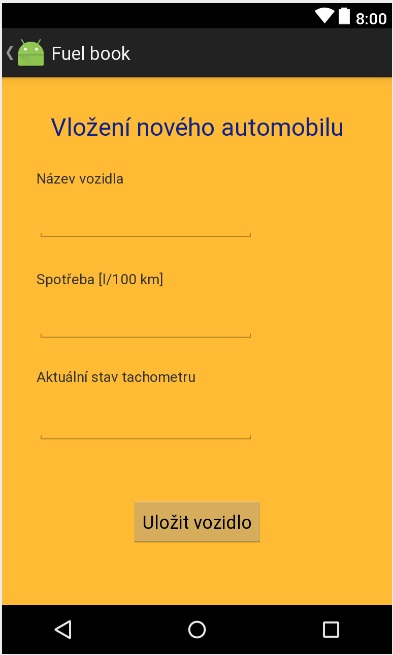 8:00
Fuel book
Vložení nového automobilu
Název vozidla
Spotřeba [l/100 km]
Aktuální stav tachometru
Uložit vozidlo